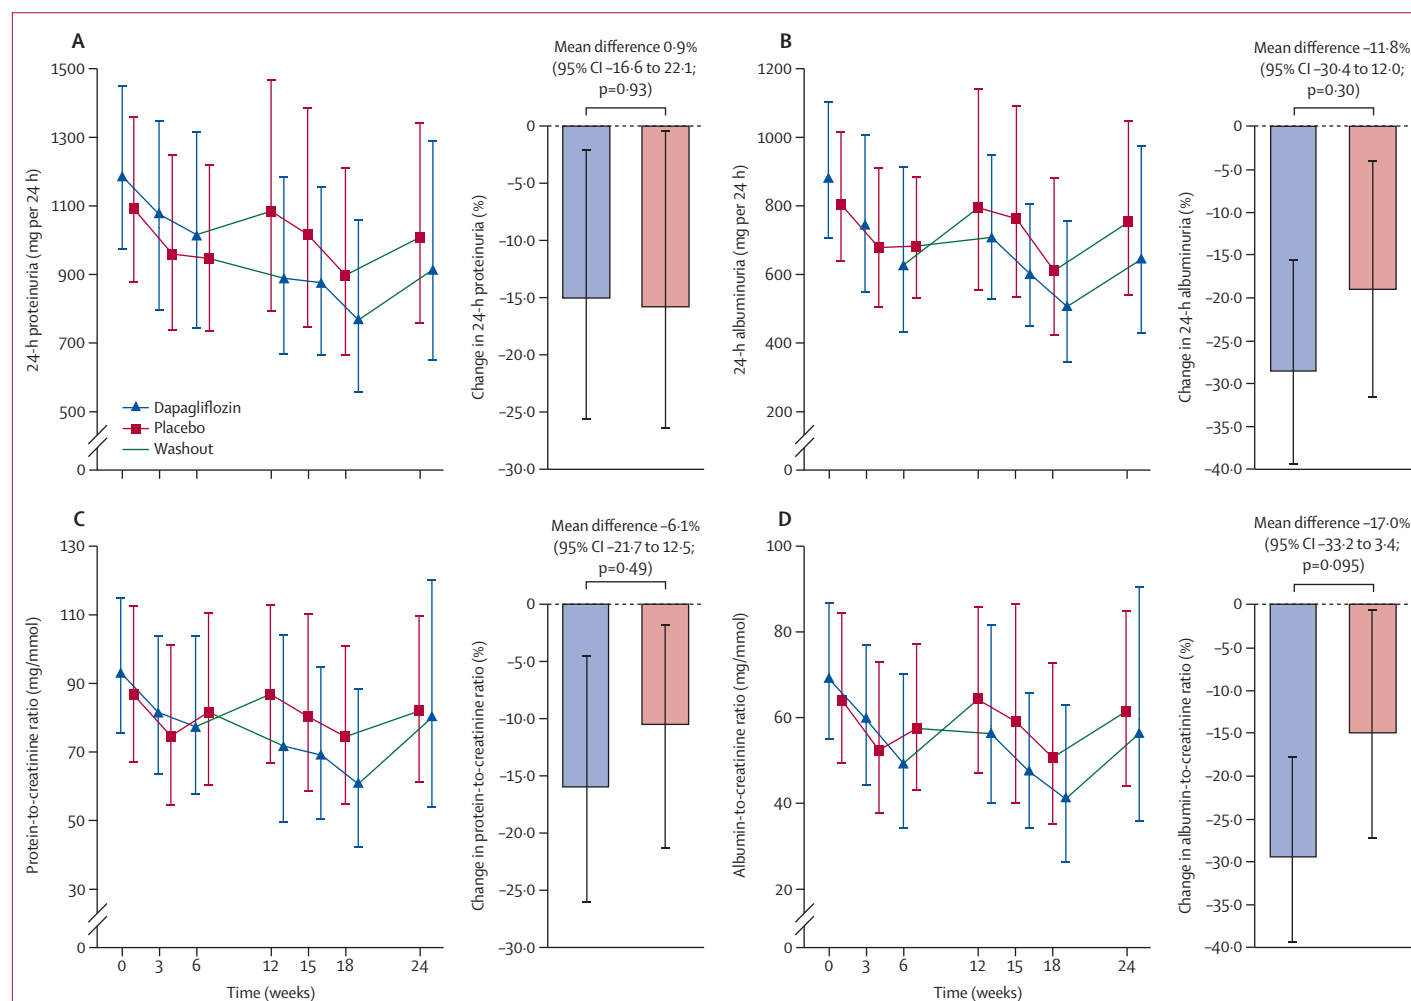 A
Mean difference 0·9%
(95% CI –16·6 to 22·1;
p=0·93)
24-h proteinuria (mg per 24 h)
1500
1300
1100
900
700
500
0
Dapagliflozin
Placebo
Washout
Change in 24-h proteinuria (%)
0
–5·0
–10·0
–15·0
–20·0
–25·0
–30·0
B
Mean difference –11·8%
(95% CI –30·4 to 12·0;
p=0·30)
24-h albuminuria (mg per 24 h)
1200
1000
800
600
400
200
0
Change in 24-h albuminuria (%)
0
–5·0
–10·0
–15·0
–20·0
–25·0
–30·0
–35·0
–40·0
C
Mean difference –6·1%
(95% CI –21·7 to 12·5;
p=0·49)
Protein-to-creatinine ratio (mg/mmol)
130
110
90
70
50
30
0
0 3 6 12 15 18 24
Time (weeks)
Change in protein-to-creatinine ratio (%)
0
–5·0
–10·0
–15·0
–20·0
–25·0
–30·0
D
Mean difference –17·0%
(95% CI –33·2 to 3·4;
p=0·095)
Albumin-to-creatinine ratio (mg/mmol)
100
80
60
40
20
0
0 3 6 12 15 18 24
Time (weeks)
Change in albumin-to-creatinine ratio (%)
0
–5·0
–10·0
–15·0
–20·0
–25·0
–30·0
–35·0
–40·0